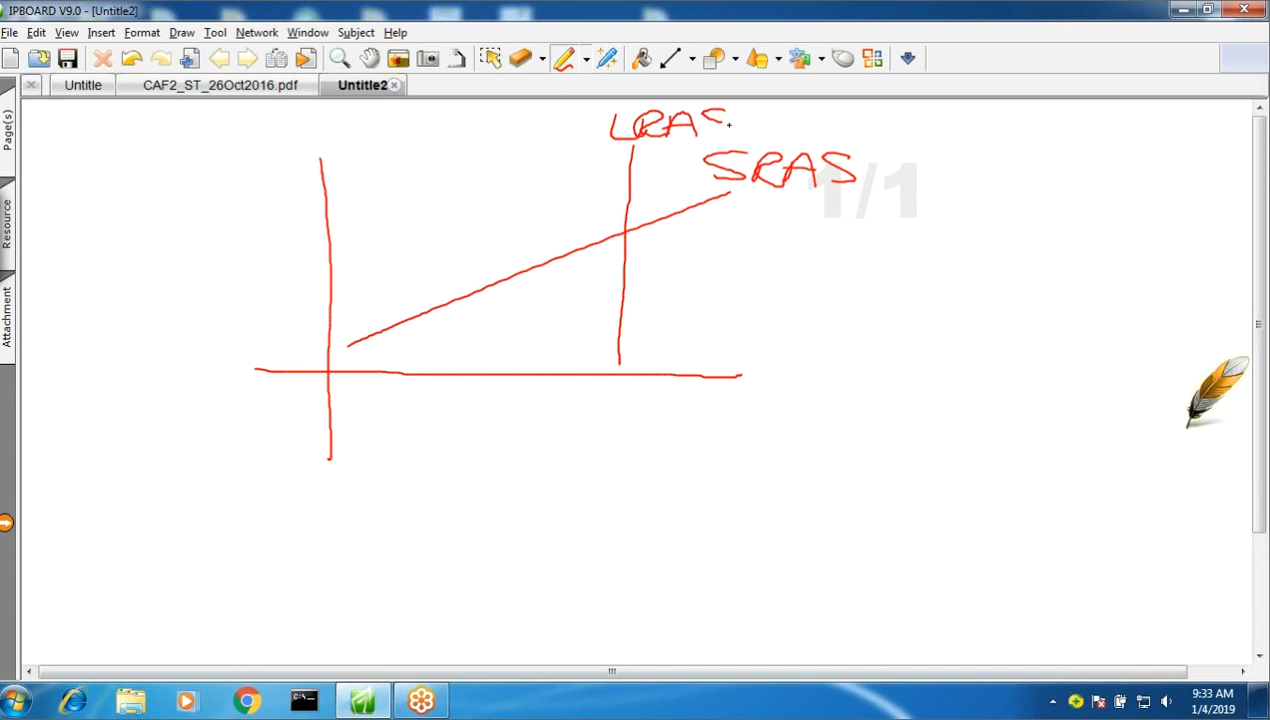 IPBOARD V9.0 - [Untitle2]
File Edit View Insert Format Draw Tool Network Window Subject Help
Untitle CAF2_ST_26Oct2016.pdf Untitle2
Page(s)
Resource
Attachment
LRAS
SRAS
1/1
9:33 AM
1/4/2019